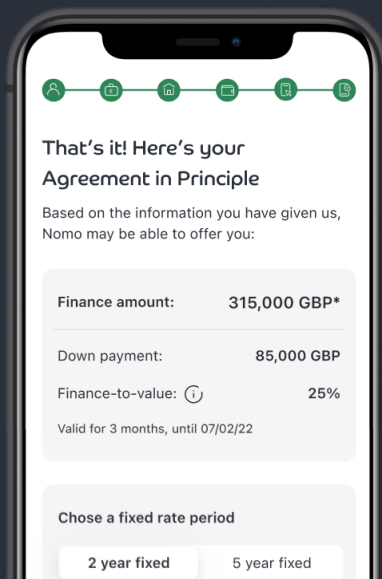 That's it! Here's your
Agreement in Principle
Based on the information you have given us,
Nomo may be able to offer you:
Finance amount: 315,000 GBP*
Down payment: 85,000 GBP
Finance-to-value: i 25%
Valid for 3 months, until 07/02/22
Chose a fixed rate period
2 year fixed 5 year fixed